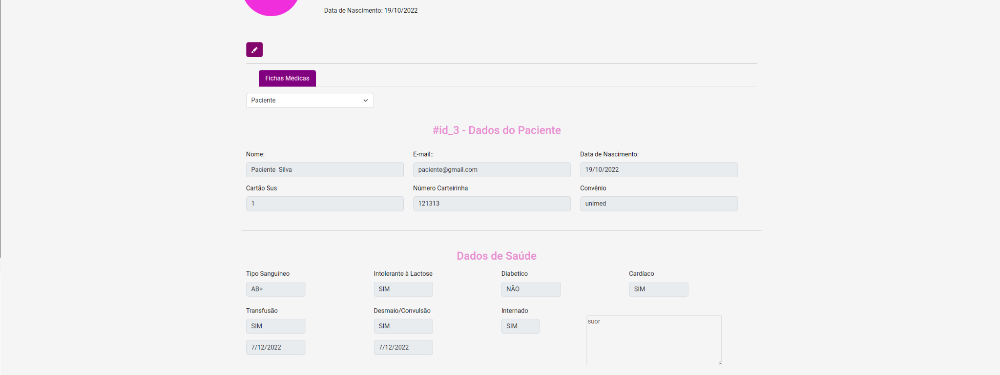 Data de Nascimento: 19/10/2022
Fichas Médicas
Paciente
#id_3 - Dados do Paciente
Nome: E-mail:: Data de Nascimento:
Paciente  Silva paciente@gmail.com 19/10/2022
Cartão Sus Número Carteirinha Convênio
1 121313 unimed
Dados de Saúde
Tipo Sanguíneo Intolerante à Lactose Diabetico Cardíaco
AB+ SIM NÃO SIM
Transfusão Desmaio/Convulsão Internado
SIM SIM SIM suor
7/12/2022 7/12/2022